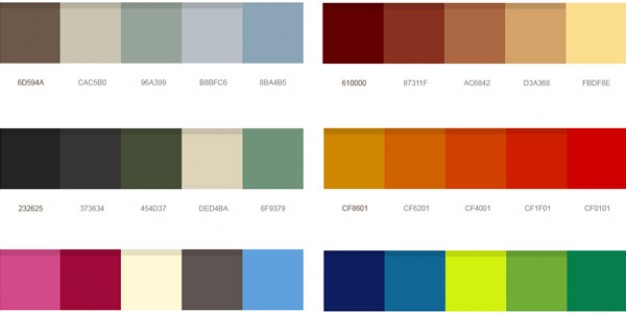 6D594A CAC5B0 96A399 B8BFC6 8BA4B5
610000 87311F AC6842 D3A368 FBDF8E
232625 373634 454D37 DED4BA 6F9379
CF8601 CF6201 CF4001 CF1F01 CF0101